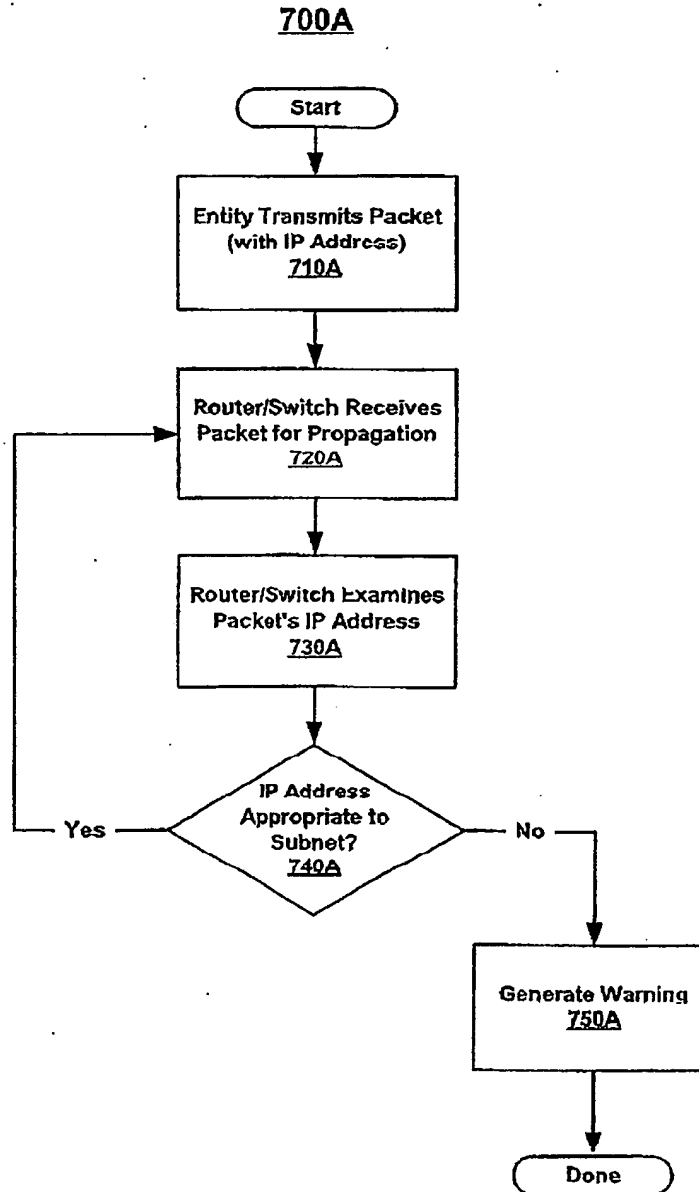 700A
Start
Entity Transmits Packet
(with IP Address)
710A
Router/Switch Receives
Packet for Propagation
720A
Router/Switch Examines
Packet's IP Address
730A
IP Address
Appropriate to
Subnet?
740A
Yes
No
Generate Warning
750A
Done